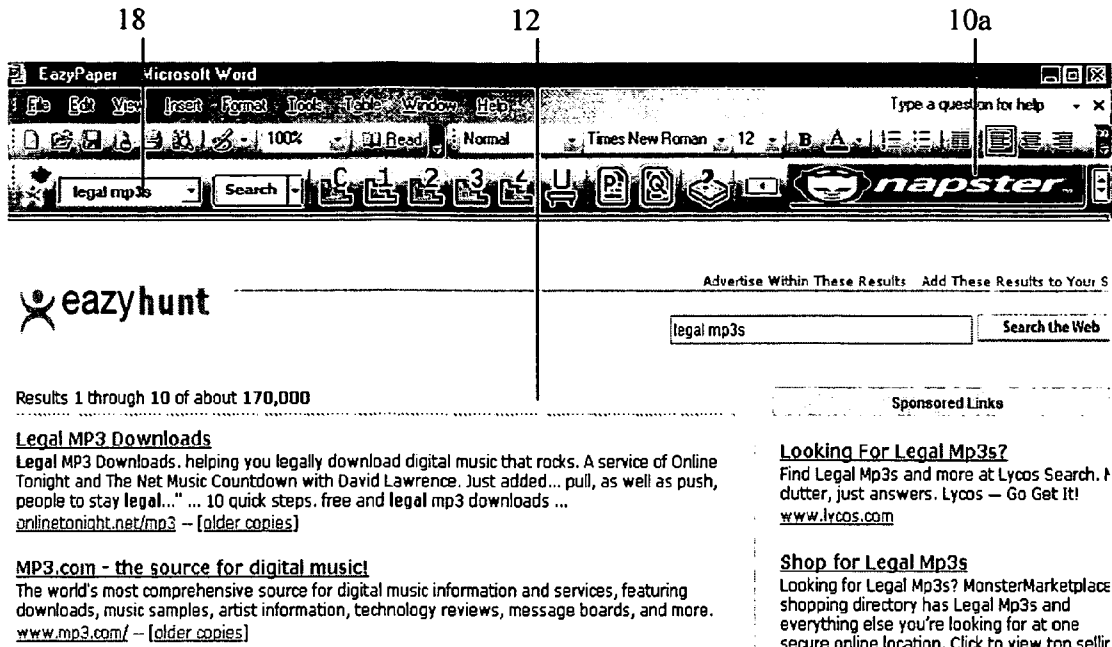 18 12 10a
EazyPaper Microsoft Word
File Edit View Insert Format Tools Table Window Help Type a question for help
100% Read Normal Times New Roman 12 B A
legal mp3s Search C 1 2 3 4 U P Q 2 napster
eazyhunt
Advertise Within These Results Add These Results to Your S
legal mp3s Search the Web
Results 1 through 10 of about 170,000
Sponsored Links
Legal MP3 Downloads
Legal MP3 Downloads. helping you legally download digital music that rocks. A service of Online
Tonight and The Net Music Countdown with David Lawrence. Just added... pull, as well as push,
people to stay legal..." ... 10 quick steps. free and legal mp3 downloads ...
onlinetonight.net/mp3 -- [older copies]
MP3.com - the source for digital music!
The world's most comprehensive source for digital music information and services, featuring
downloads, music samples, artist information, technology reviews, message boards, and more.
www.mp3.com/ -- [older copies]
Looking For Legal Mp3s?
Find Legal Mp3s and more at Lycos Search.
clutter, just answers. Lycos — Go Get It!
www.lycos.com
Shop for Legal Mp3s
Looking for Legal Mp3s? MonsterMarketplace
shopping directory has Legal Mp3s and
everything else you're looking for at one
secure online location. Click to view top sellin